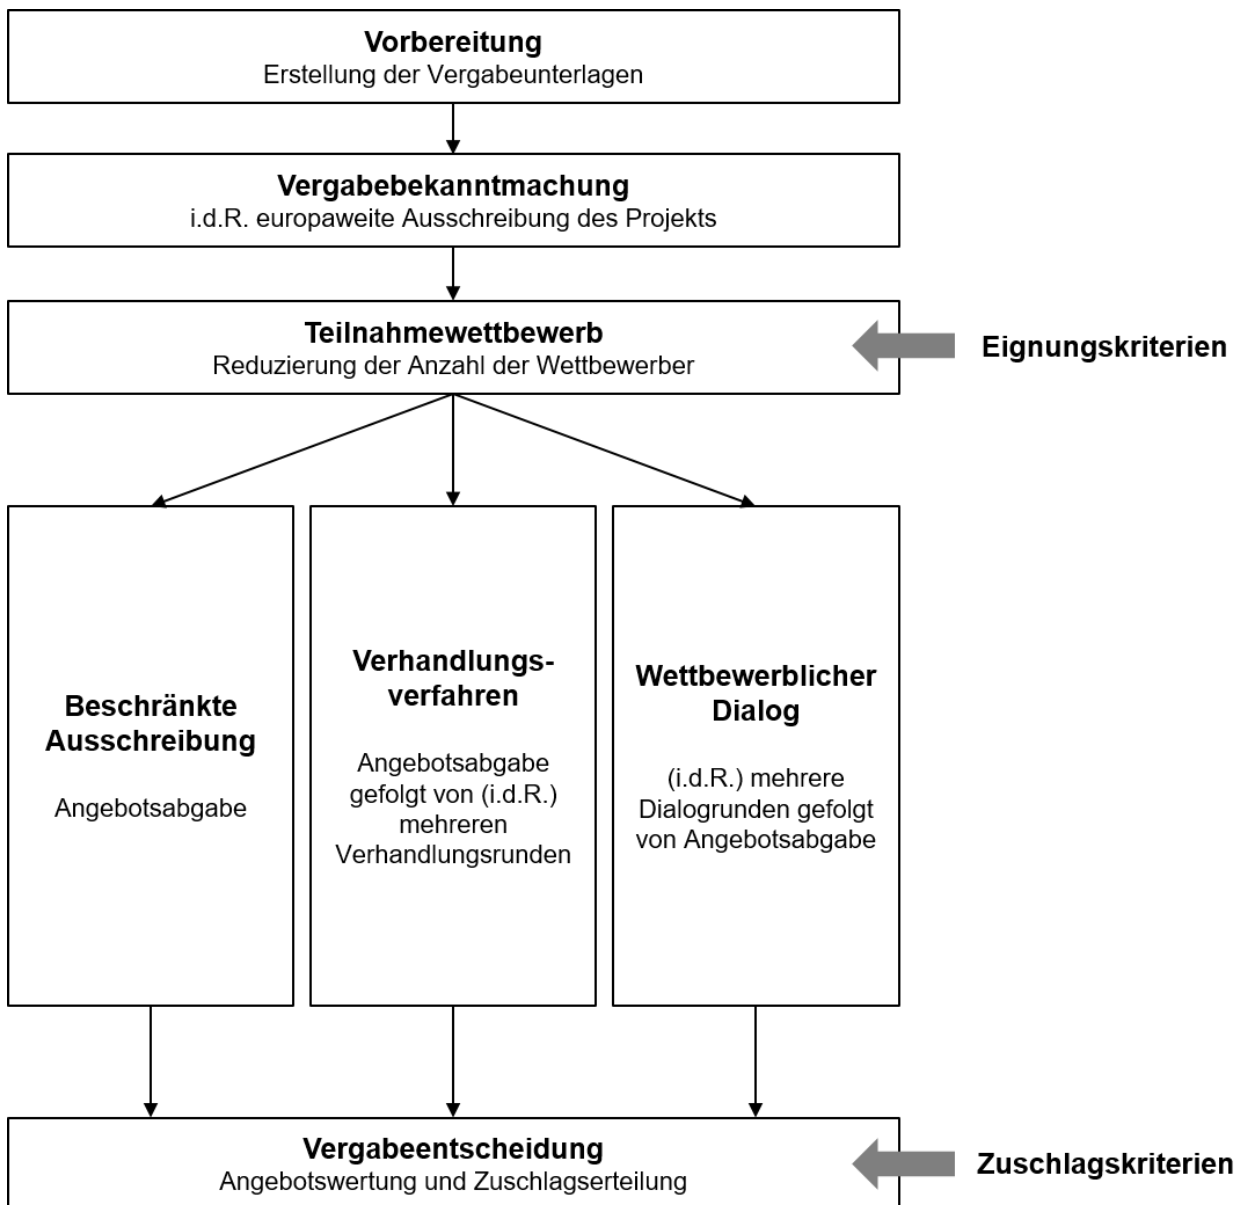 Vorbereitung
Erstellung der Vergabeunterlagen
Vergabebekanntmachung
i.d.R. europaweite Ausschreibung des Projekts
Teilnahmewettbewerb
Reduzierung der Anzahl der Wettbewerber
Eignungskriterien
Beschränkte
Ausschreibung
Angebotsabgabe
Verhandlungs-
verfahren
Angebotsabgabe
gefolgt von (i.d.R.)
mehreren
Verhandlungsrunden
Wettbewerblicher
Dialog
(i.d.R.) mehrere
Dialogrunden gefolgt
von Angebotsabgabe
Vergabeentscheidung
Angebotswertung und Zuschlagserteilung
Zuschlagskriterien